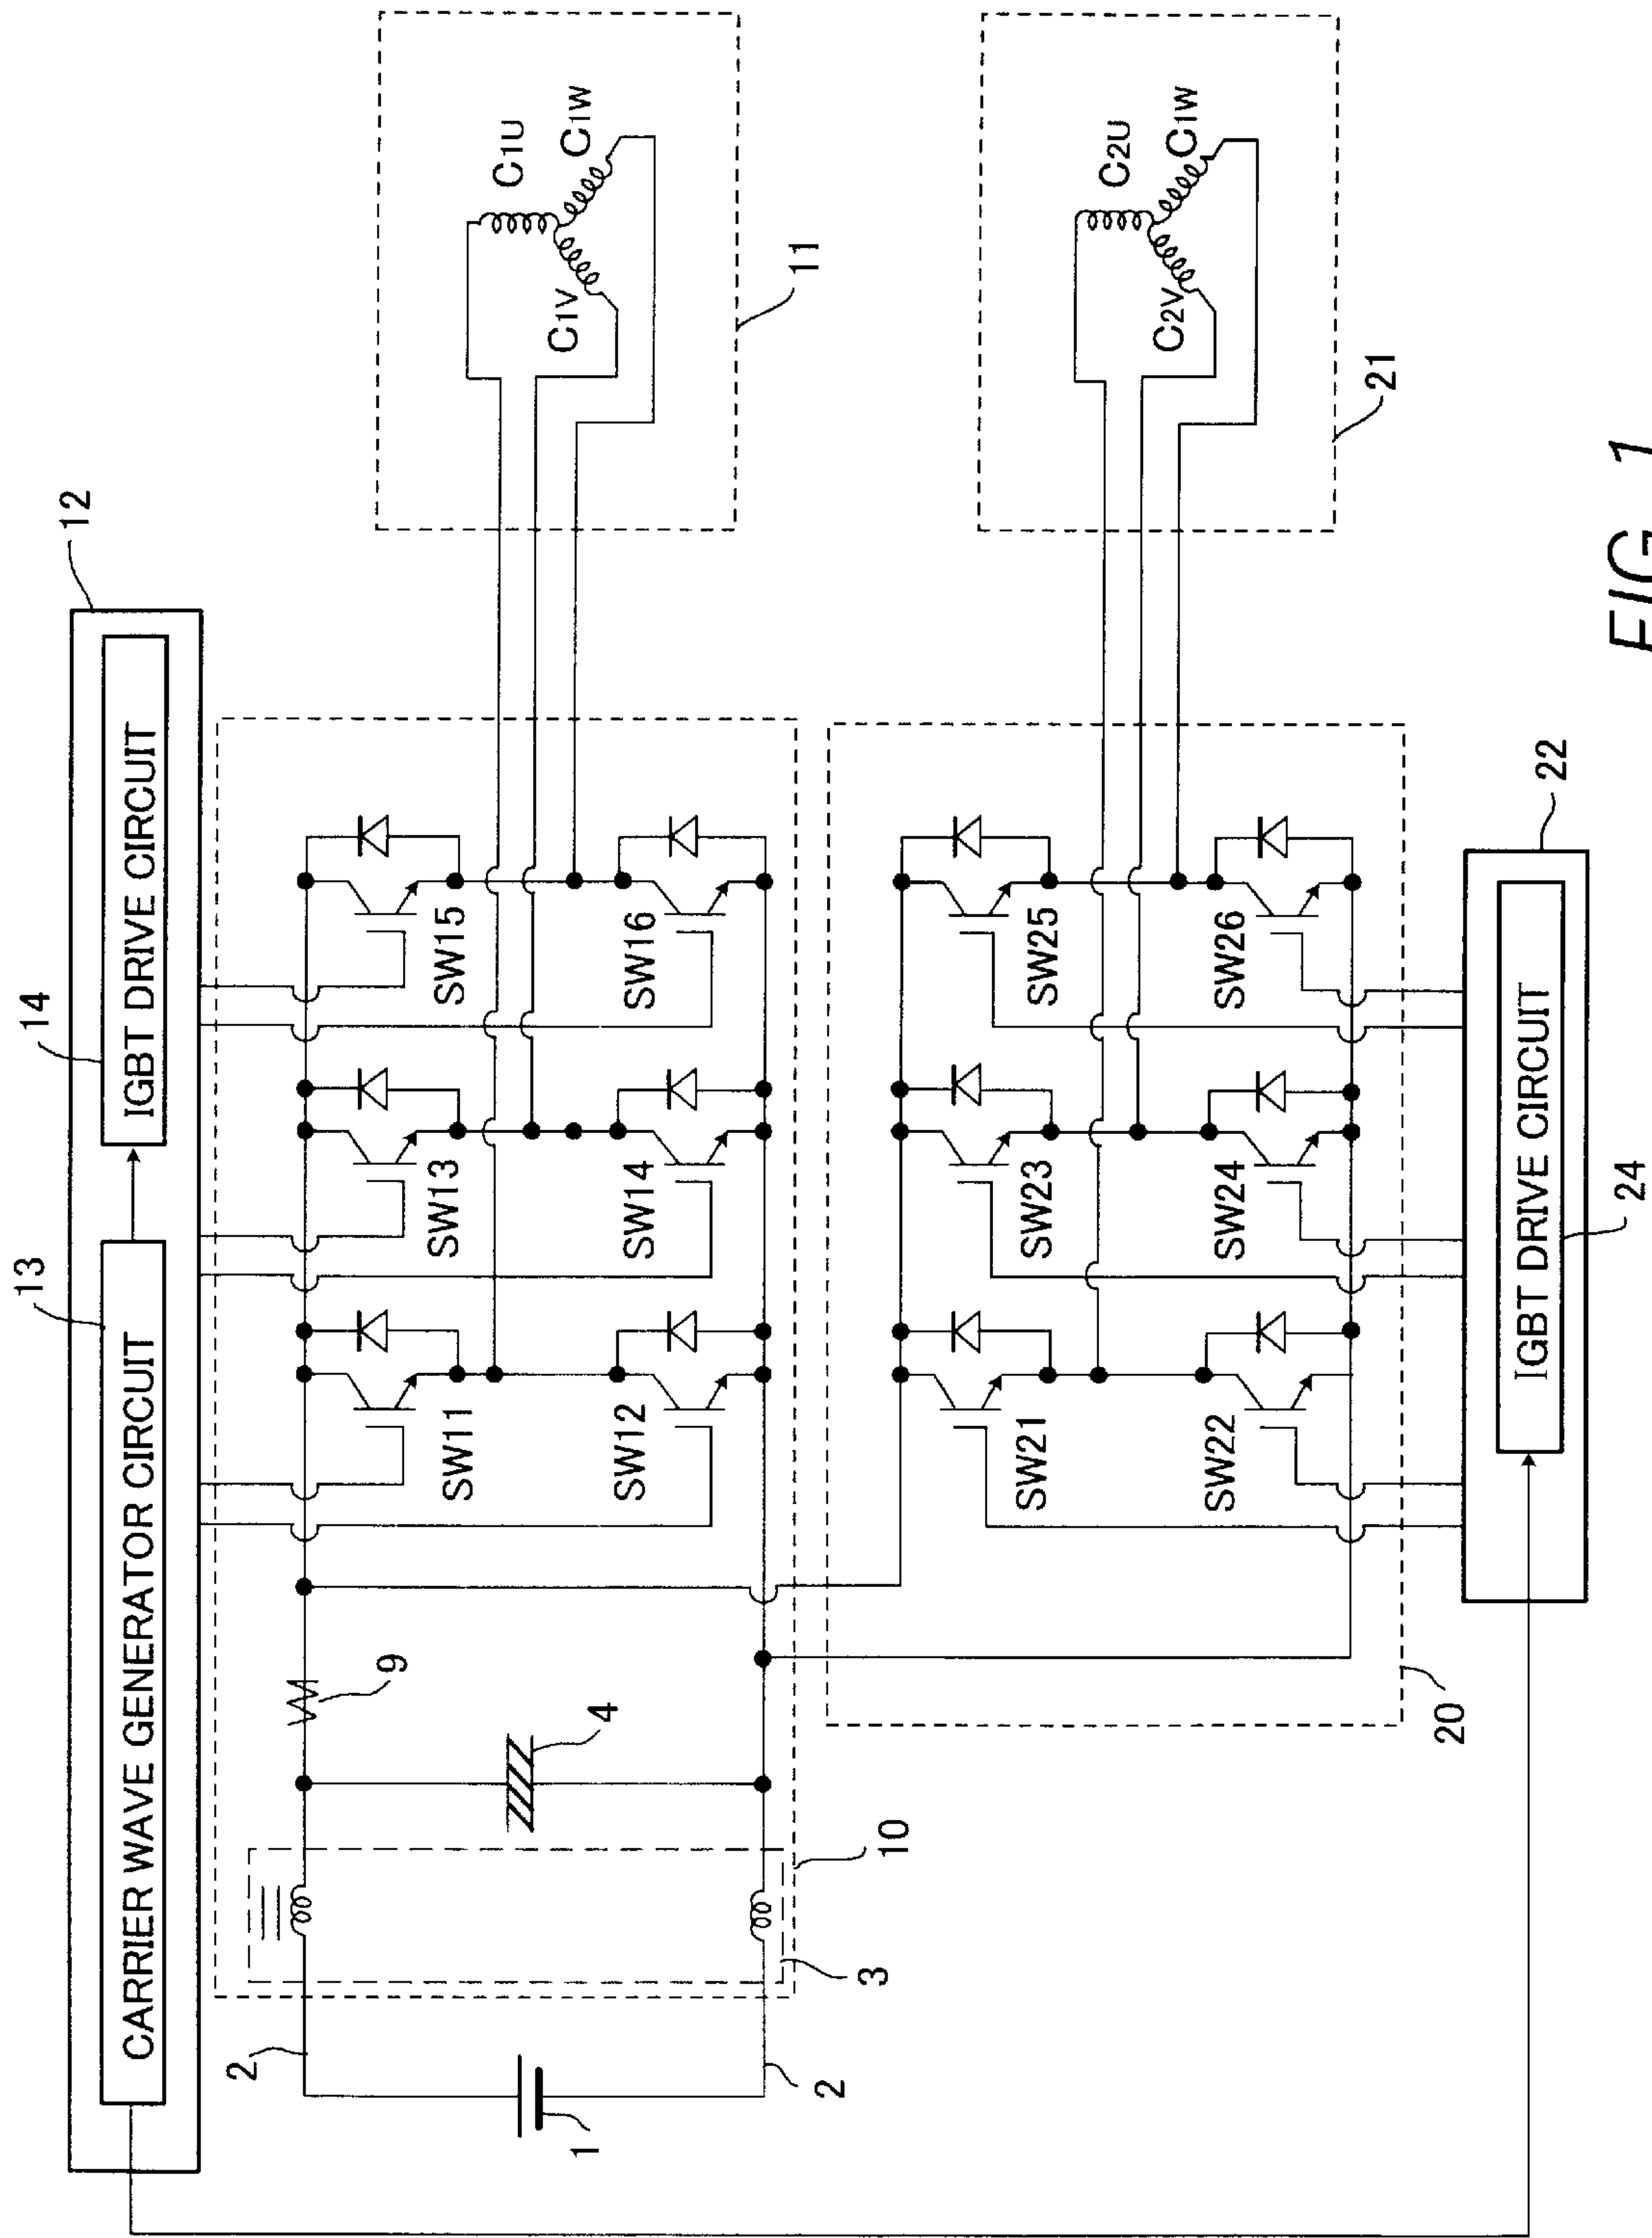 12
13
14
CARRIER WAVE GENERATOR CIRCUIT
IGBT DRIVE CIRCUIT
2
9
SW11
SW13
SW15
C1U
C1V
C1W
1
4
SW12
SW14
SW16
2
3
10
11
SW21
SW23
SW25
C2U
C2V
C1W
SW22
SW24
SW26
20
21
22
IGBT DRIVE CIRCUIT
24
FIG. 1